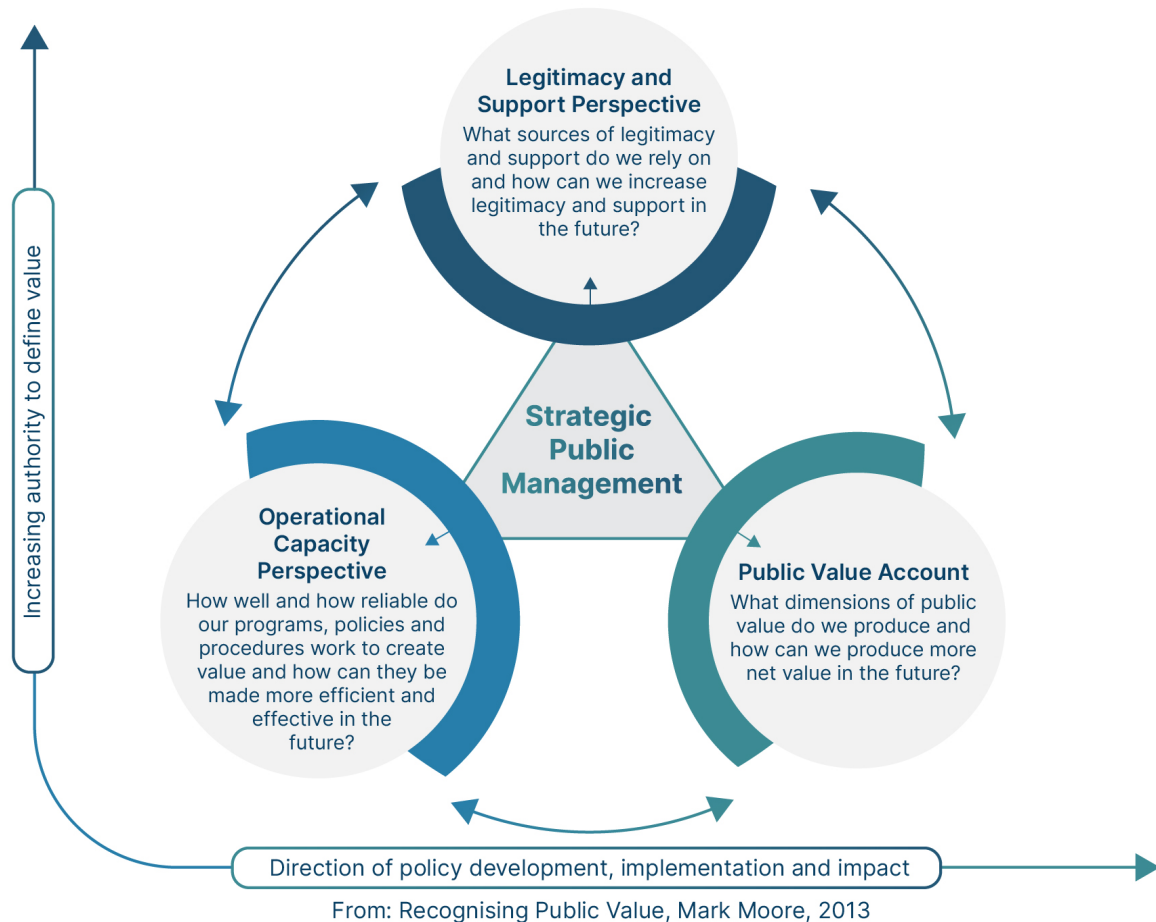 Legitimacy and
Support Perspective
What sources of legitimacy
and support do we rely on
and how can we increase
legitimacy and support in
the future?
Increasing authority to define value
Strategic
Public
Management
Operational
Capacity
Perspective
How well and how reliable do
our programs, policies and
procedures work to create
value and how can they be
made more efficient and
effective in the
future?
Public Value Account
What dimensions of public
value do we produce and
how can we produce more
net value in the future?
Direction of policy development, implementation and impact
From: Recognising Public Value, Mark Moore, 2013